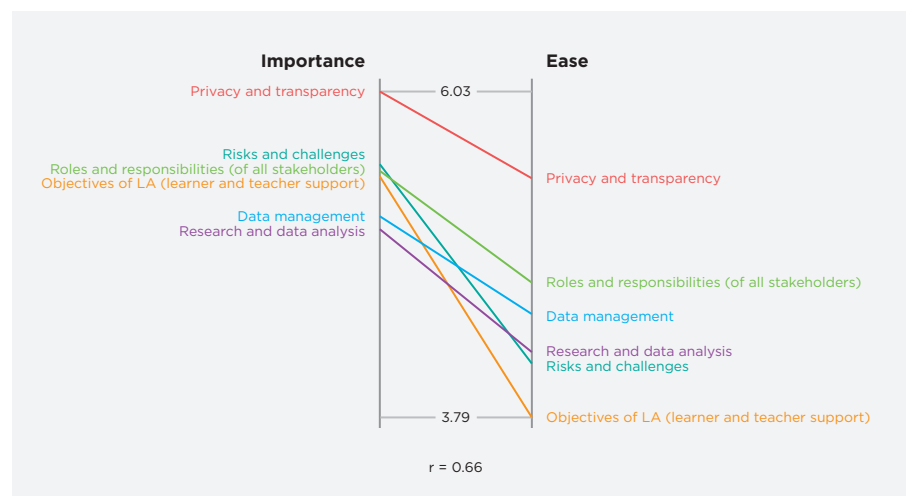 Importance
Ease
Privacy and transparency
6.03
Risks and challenges
Roles and responsibilities (of all stakeholders)
Objectives of LA (learner and teacher support)
Privacy and transparency
Data management
Research and data analysis
Roles and responsibilities (of all stakeholders)
Data management
Research and data analysis
Risks and challenges
3.79
Objectives of LA (learner and teacher support)
r = 0.66